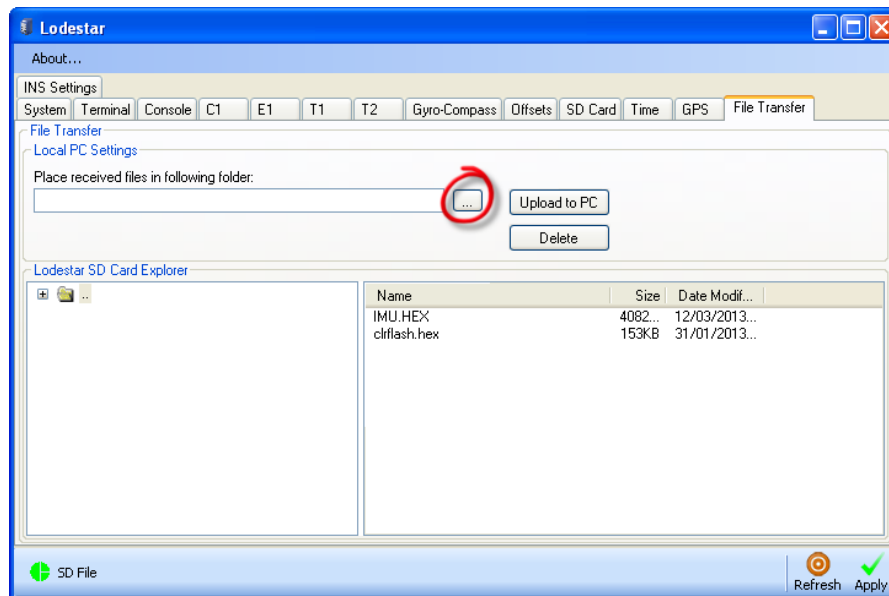 Lodestar
About...
INS Settings
System Terminal Console C1 E1 T1 T2 Gyro-Compass Offsets SD Card Time GPS File Transfer
File Transfer
Local PC Settings
Place received files in following folder:
... Upload to PC
Delete
Lodestar SD Card Explorer
.. Name Size Date Modif...
IMU.HEX 4082... 12/03/2013...
clrflash.hex 153KB 31/01/2013...
SD File Refresh Apply